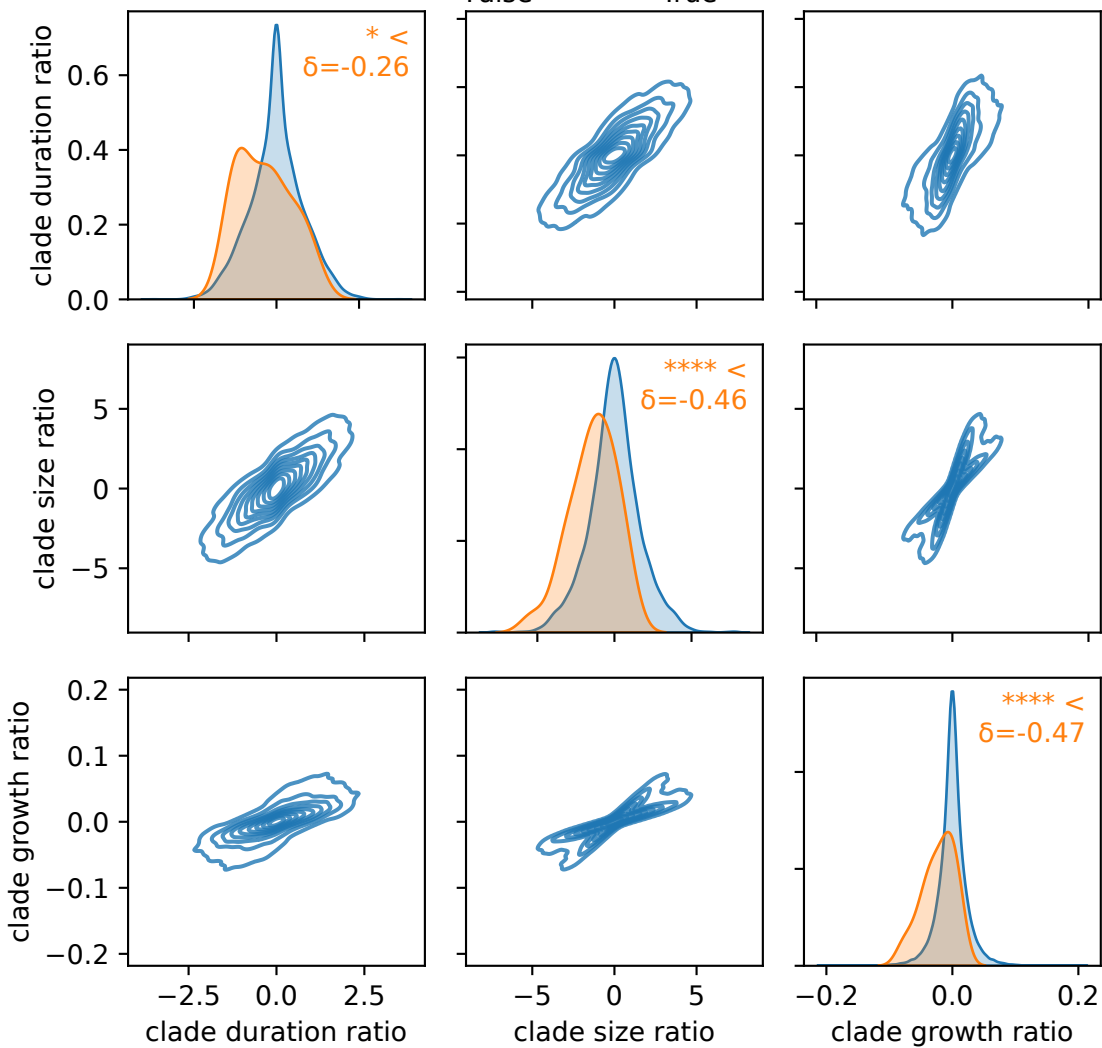 * <
δ=-0.26
clade duration ratio
0.6
0.4
0.2
0.0
**** <
δ=-0.46
clade size ratio
5
0
−5
**** <
δ=-0.47
clade growth ratio
0.2
0.1
0.0
−0.1
−0.2
−2.5 0.0 2.5 −5 0 5 −0.2 0.0 0.2
clade duration ratio clade size ratio clade growth ratio